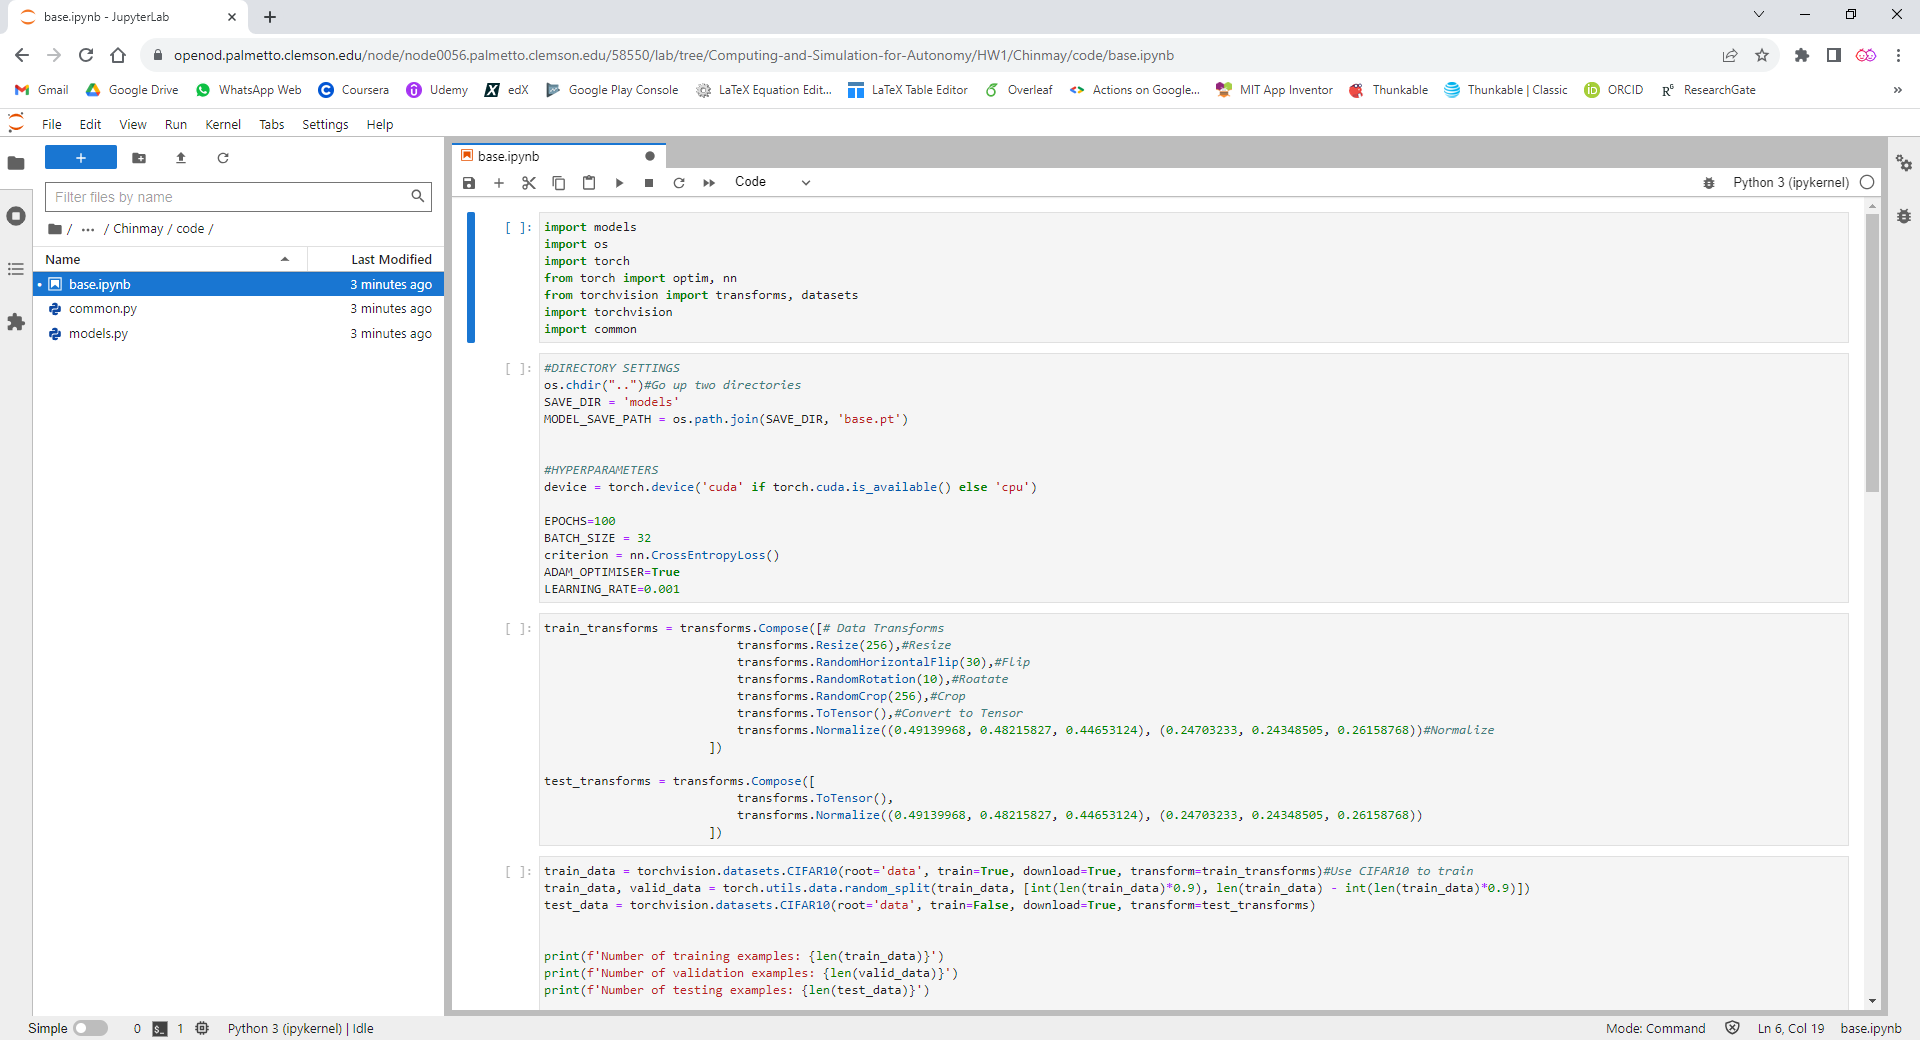 base.ipynb - JupyterLab
openod.palmetto.clemson.edu/node/node0056.palmetto.clemson.edu/58550/lab/tree/Computing-and-Simulation-for-Autonomy/HW1/Chinmay/code/base.ipynb
Gmail Google Drive WhatsApp Web Coursera Udemy edX Google Play Console LaTeX Equation Edit... LaTeX Table Editor Overleaf Actions on Google... MIT App Inventor Thunkable Thunkable | Classic ORCID ResearchGate »
File Edit View Run Kernel Tabs Settings Help
Filter files by name
/ ... / Chinmay / code /
Name Last Modified
base.ipynb 3 minutes ago
common.py 3 minutes ago
models.py 3 minutes ago
base.ipynb
Code Python 3 (ipykernel)
[ ]: import models
import os
import torch
from torch import optim, nn
from torchvision import transforms, datasets
import torchvision
import common
[ ]: #DIRECTORY SETTINGS
os.chdir("..")#Go up two directories
SAVE_DIR = 'models'
MODEL_SAVE_PATH = os.path.join(SAVE_DIR, 'base.pt')
#HYPERPARAMETERS
device = torch.device('cuda' if torch.cuda.is_available() else 'cpu')
EPOCHS=100
BATCH_SIZE = 32
criterion = nn.CrossEntropyLoss()
ADAM_OPTIMISER=True
LEARNING_RATE=0.001
[ ]: train_transforms = transforms.Compose([# Data Transforms
transforms.Resize(256),#Resize
transforms.RandomHorizontalFlip(30),#Flip
transforms.RandomRotation(10),#Roatate
transforms.RandomCrop(256),#Crop
transforms.ToTensor(),#Convert to Tensor
transforms.Normalize((0.49139968, 0.48215827, 0.44653124), (0.24703233, 0.24348505, 0.26158768))#Normalize
])
test_transforms = transforms.Compose([
transforms.ToTensor(),
transforms.Normalize((0.49139968, 0.48215827, 0.44653124), (0.24703233, 0.24348505, 0.26158768))
])
[ ]: train_data = torchvision.datasets.CIFAR10(root='data', train=True, download=True, transform=train_transforms)#Use CIFAR10 to train
train_data, valid_data = torch.utils.data.random_split(train_data, [int(len(train_data)*0.9), len(train_data) - int(len(train_data)*0.9)])
test_data = torchvision.datasets.CIFAR10(root='data', train=False, download=True, transform=test_transforms)
print(f'Number of training examples: {len(train_data)}')
print(f'Number of validation examples: {len(valid_data)}')
print(f'Number of testing examples: {len(test_data)}')
Simple 0 1 Python 3 (ipykernel) | Idle Mode: Command Ln 6, Col 19 base.ipynb